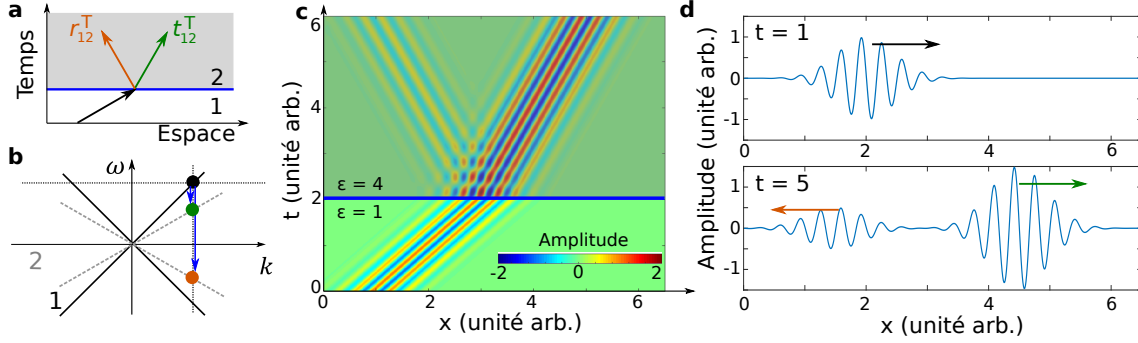 a
Temps
r₁₂ᵀ
t₁₂ᵀ
2
1
Espace
b
ω
k
2
1
c
t (unité arb.)
6
4
2
0
ε = 4
ε = 1
Amplitude
-2
0
2
0
2
4
6
x (unité arb.)
d
Amplitude (unité arb.)
t = 1
1
0
-1
0
2
4
6
t = 5
1
0
-1
0
2
4
6
x (unité arb.)